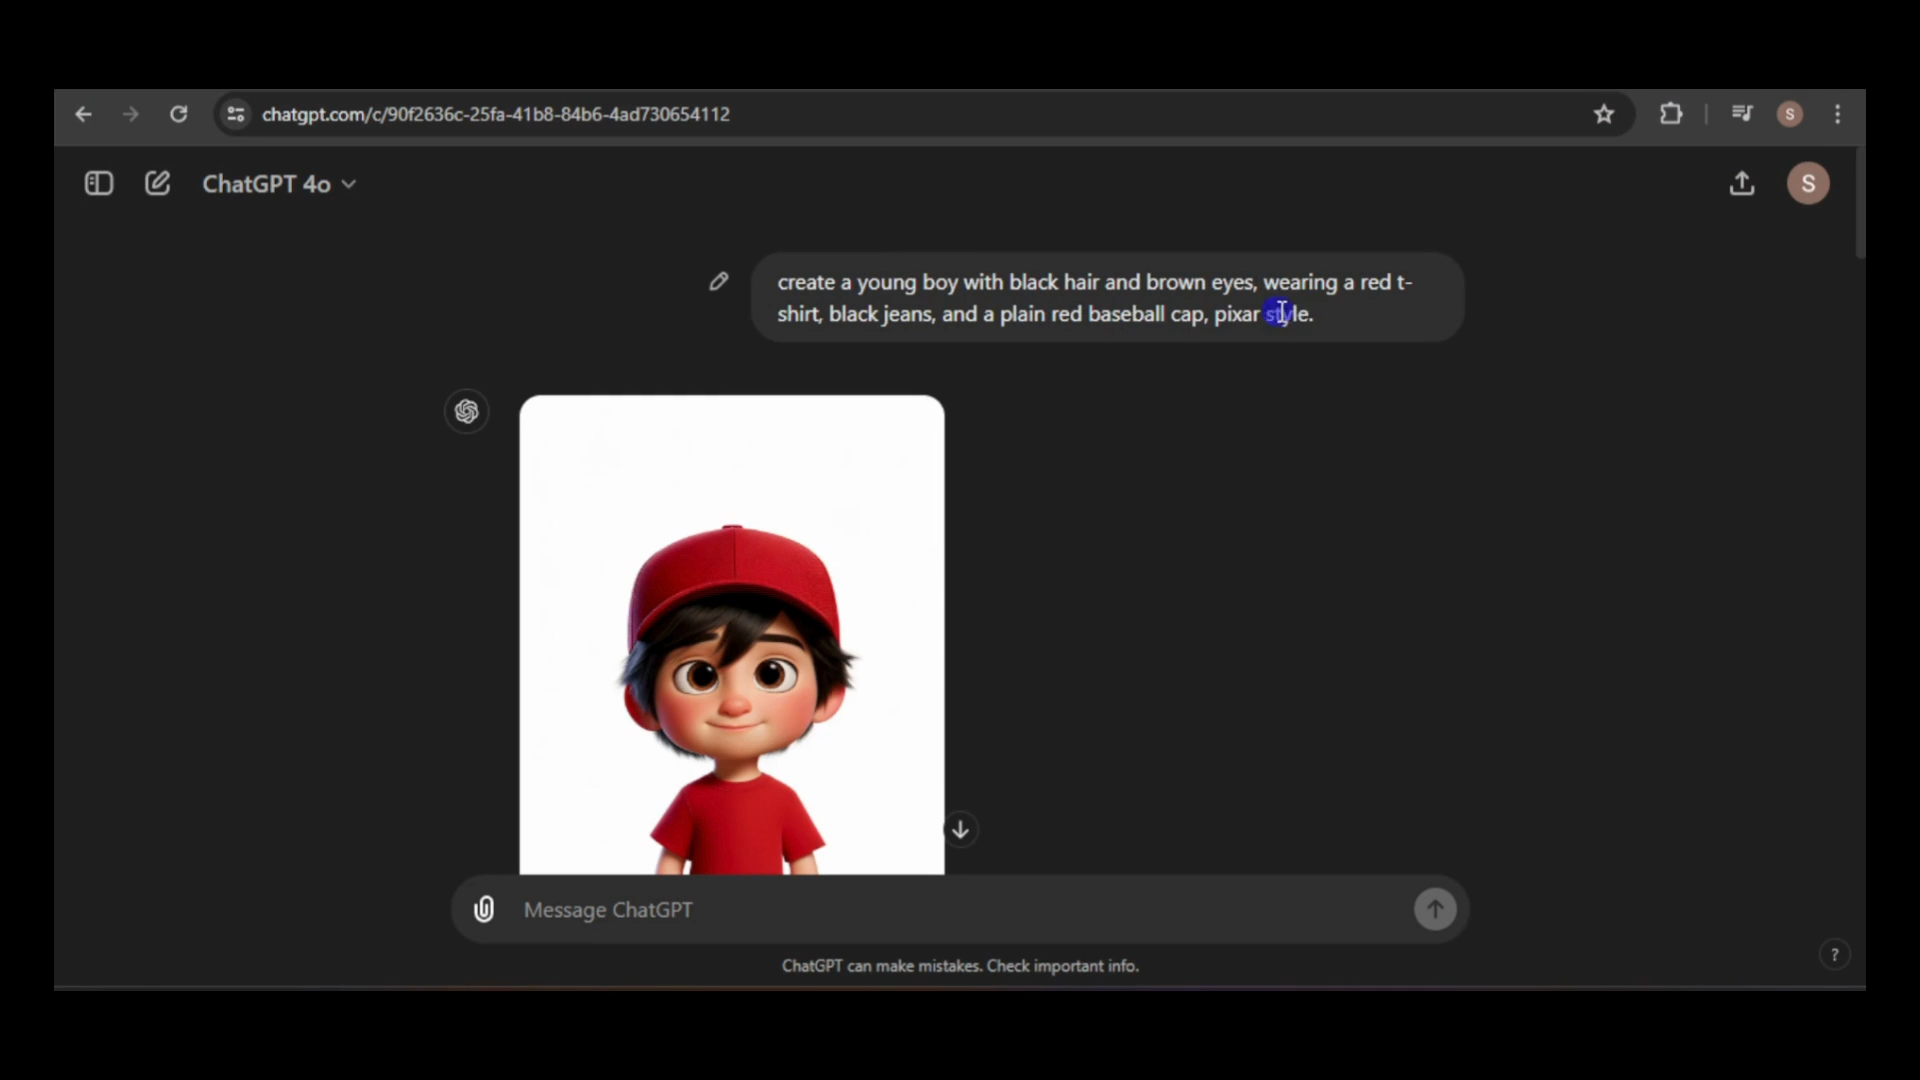 chatgpt.com/c/90f2636c-25fa-41b8-84b6-4ad730654112
S
ChatGPT 4o
S
create a young boy with black hair and brown eyes, wearing a red t-
shirt, black jeans, and a plain red baseball cap, pixar style.
Message ChatGPT
ChatGPT can make mistakes. Check important info.
?